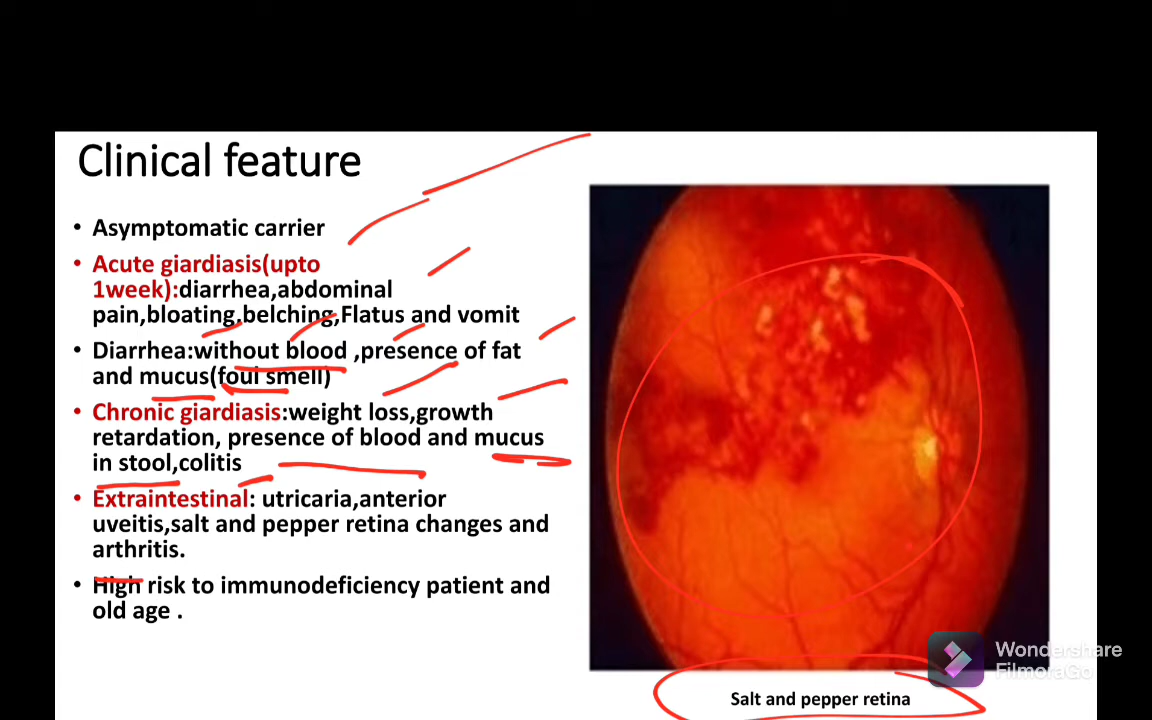 Clinical feature
• Asymptomatic carrier
• Acute giardiasis(upto
1week):diarrhea,abdominal
pain,bloating,belching,Flatus and vomit
• Diarrhea:without blood ,presence of fat
and mucus(foul smell)
• Chronic giardiasis:weight loss,growth
retardation, presence of blood and mucus
in stool,colitis
• Extraintestinal: utricaria,anterior
uveitis,salt and pepper retina changes and
arthritis.
• High risk to immunodeficiency patient and
old age .
Salt and pepper retina
Wondershare
FilmoraGo